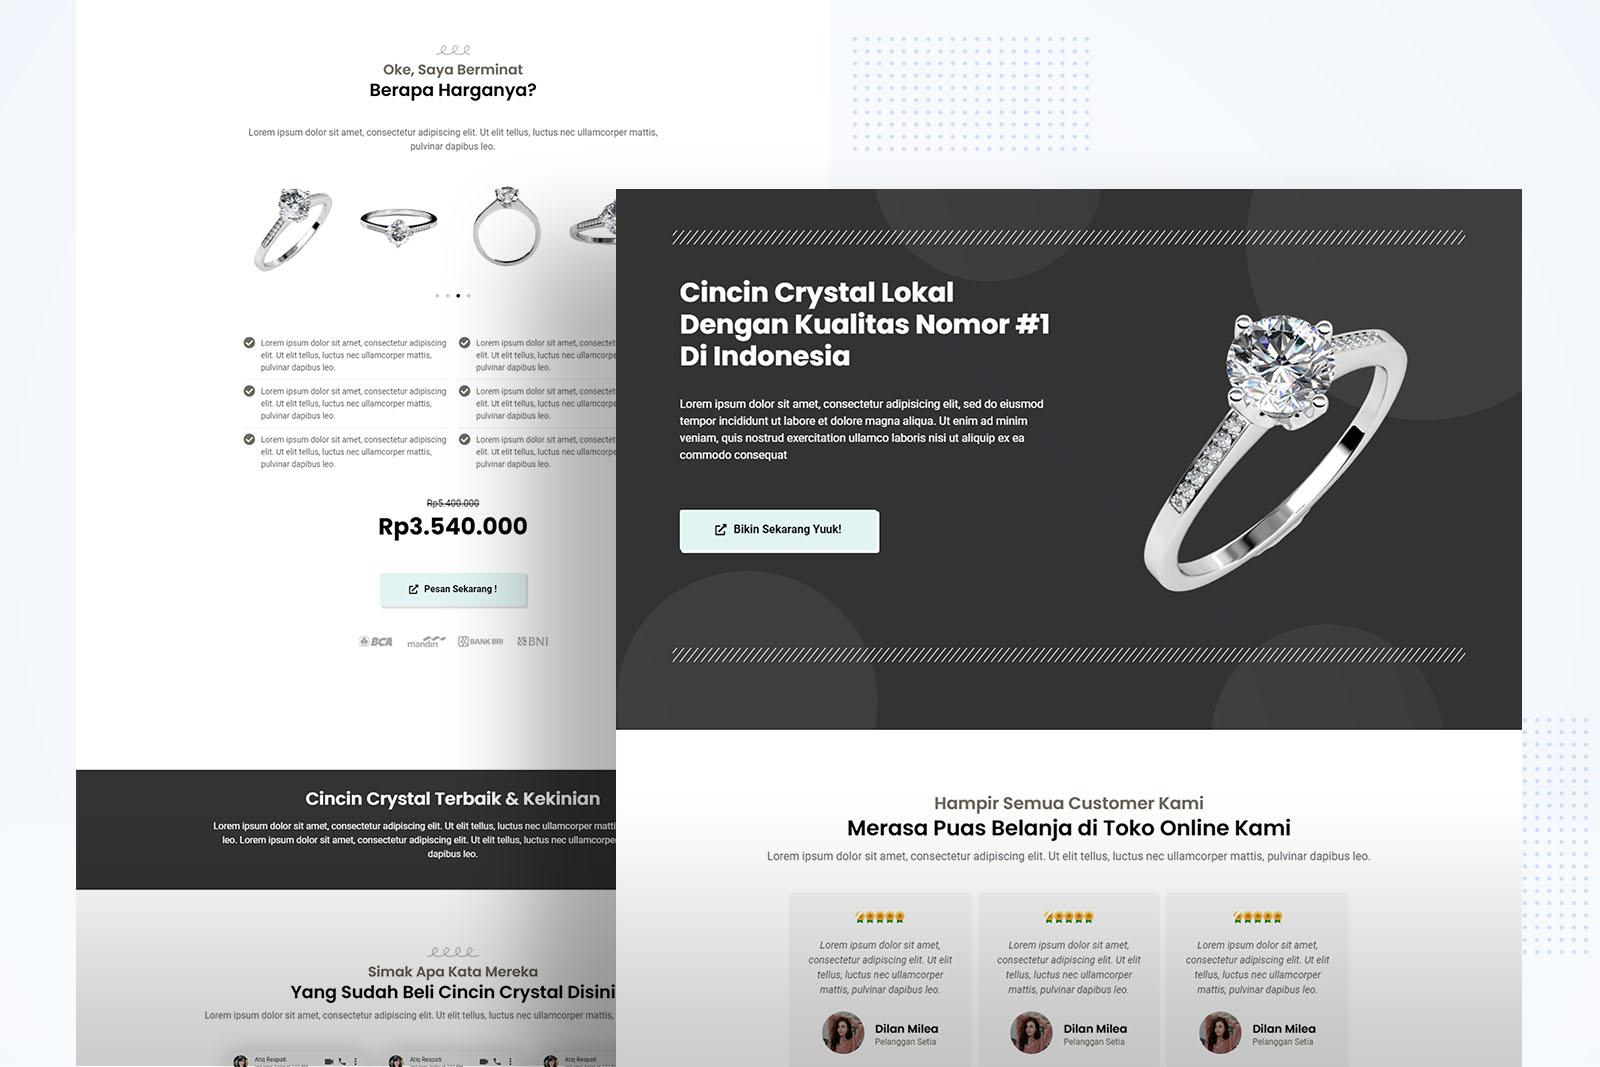 Oke, Saya Berminat
Berapa Harganya?
Lorem ipsum dolor sit amet, consectetur adipiscing elit. Ut elit tellus, luctus nec ullamcorper mattis,
pulvinar dapibus leo.
Lorem ipsum dolor sit amet, consectetur adipiscing
elit. Ut elit tellus, luctus nec ullamcorper mattis,
pulvinar dapibus leo.
Lorem ipsum dolor sit amet, consectet
elit. Ut elit tellus, luctus nec ullamcorpe
pulvinar dapibus leo.
Lorem ipsum dolor sit amet, consectetur adipiscing
elit. Ut elit tellus, luctus nec ullamcorper mattis,
pulvinar dapibus leo.
Lorem ipsum dolor sit amet, consectet
elit. Ut elit tellus, luctus nec ullamcorpe
pulvinar dapibus leo.
Lorem ipsum dolor sit amet, consectetur adipiscing
elit. Ut elit tellus, luctus nec ullamcorper mattis,
pulvinar dapibus leo.
Lorem ipsum dolor sit amet, consectet
elit. Ut elit tellus, luctus nec ullamcorpe
pulvinar dapibus leo.
Rp5.400.000
Rp3.540.000
Pesan Sekarang !
BCA mandiri BANK BRI BNI
Cincin Crystal Terbaik & Kekinian
Lorem ipsum dolor sit amet, consectetur adipiscing elit. Ut elit tellus, luctus nec ullamcorper matti
leo. Lorem ipsum dolor sit amet, consectetur adipiscing elit. Ut elit tellus, luctus nec ullamcorper
dapibus leo.
Simak Apa Kata Mereka
Yang Sudah Beli Cincin Crystal Disini
Lorem ipsum dolor sit amet, consectetur adipiscing elit. Ut elit tellus, luctus nec ullamcorper mattis,
Atiq Respati
Atiq Respati
Atiq Respati
Cincin Crystal Lokal
Dengan Kualitas Nomor #1
Di Indonesia
Lorem ipsum dolor sit amet, consectetur adipisicing elit, sed do eiusmod
tempor incididunt ut labore et dolore magna aliqua. Ut enim ad minim
veniam, quis nostrud exercitation ullamco laboris nisi ut aliquip ex ea
commodo consequat
Bikin Sekarang Yuuk!
Hampir Semua Customer Kami
Merasa Puas Belanja di Toko Online Kami
Lorem ipsum dolor sit amet, consectetur adipiscing elit. Ut elit tellus, luctus nec ullamcorper mattis, pulvinar dapibus leo.
Lorem ipsum dolor sit amet,
consectetur adipiscing elit. Ut elit
tellus, luctus nec ullamcorper
mattis, pulvinar dapibus leo.
Dilan Milea
Pelanggan Setia
Lorem ipsum dolor sit amet,
consectetur adipiscing elit. Ut elit
tellus, luctus nec ullamcorper
mattis, pulvinar dapibus leo.
Dilan Milea
Pelanggan Setia
Lorem ipsum dolor sit amet,
consectetur adipiscing elit. Ut elit
tellus, luctus nec ullamcorper
mattis, pulvinar dapibus leo.
Dilan Milea
Pelanggan Setia